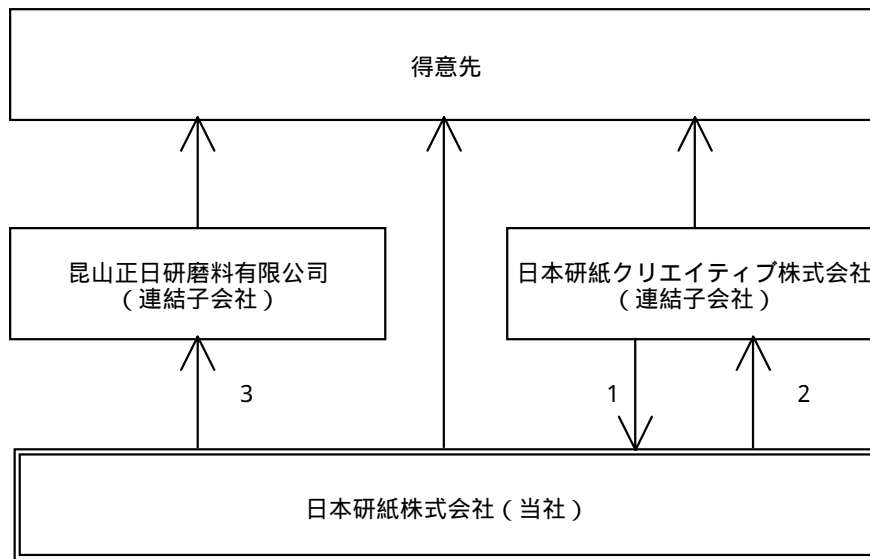 得意先
昆山正日研磨料有限公司
（連結子会社）
日本研紙クリエイティブ株式会社
（連結子会社）
3
1
2
日本研紙株式会社（当社）